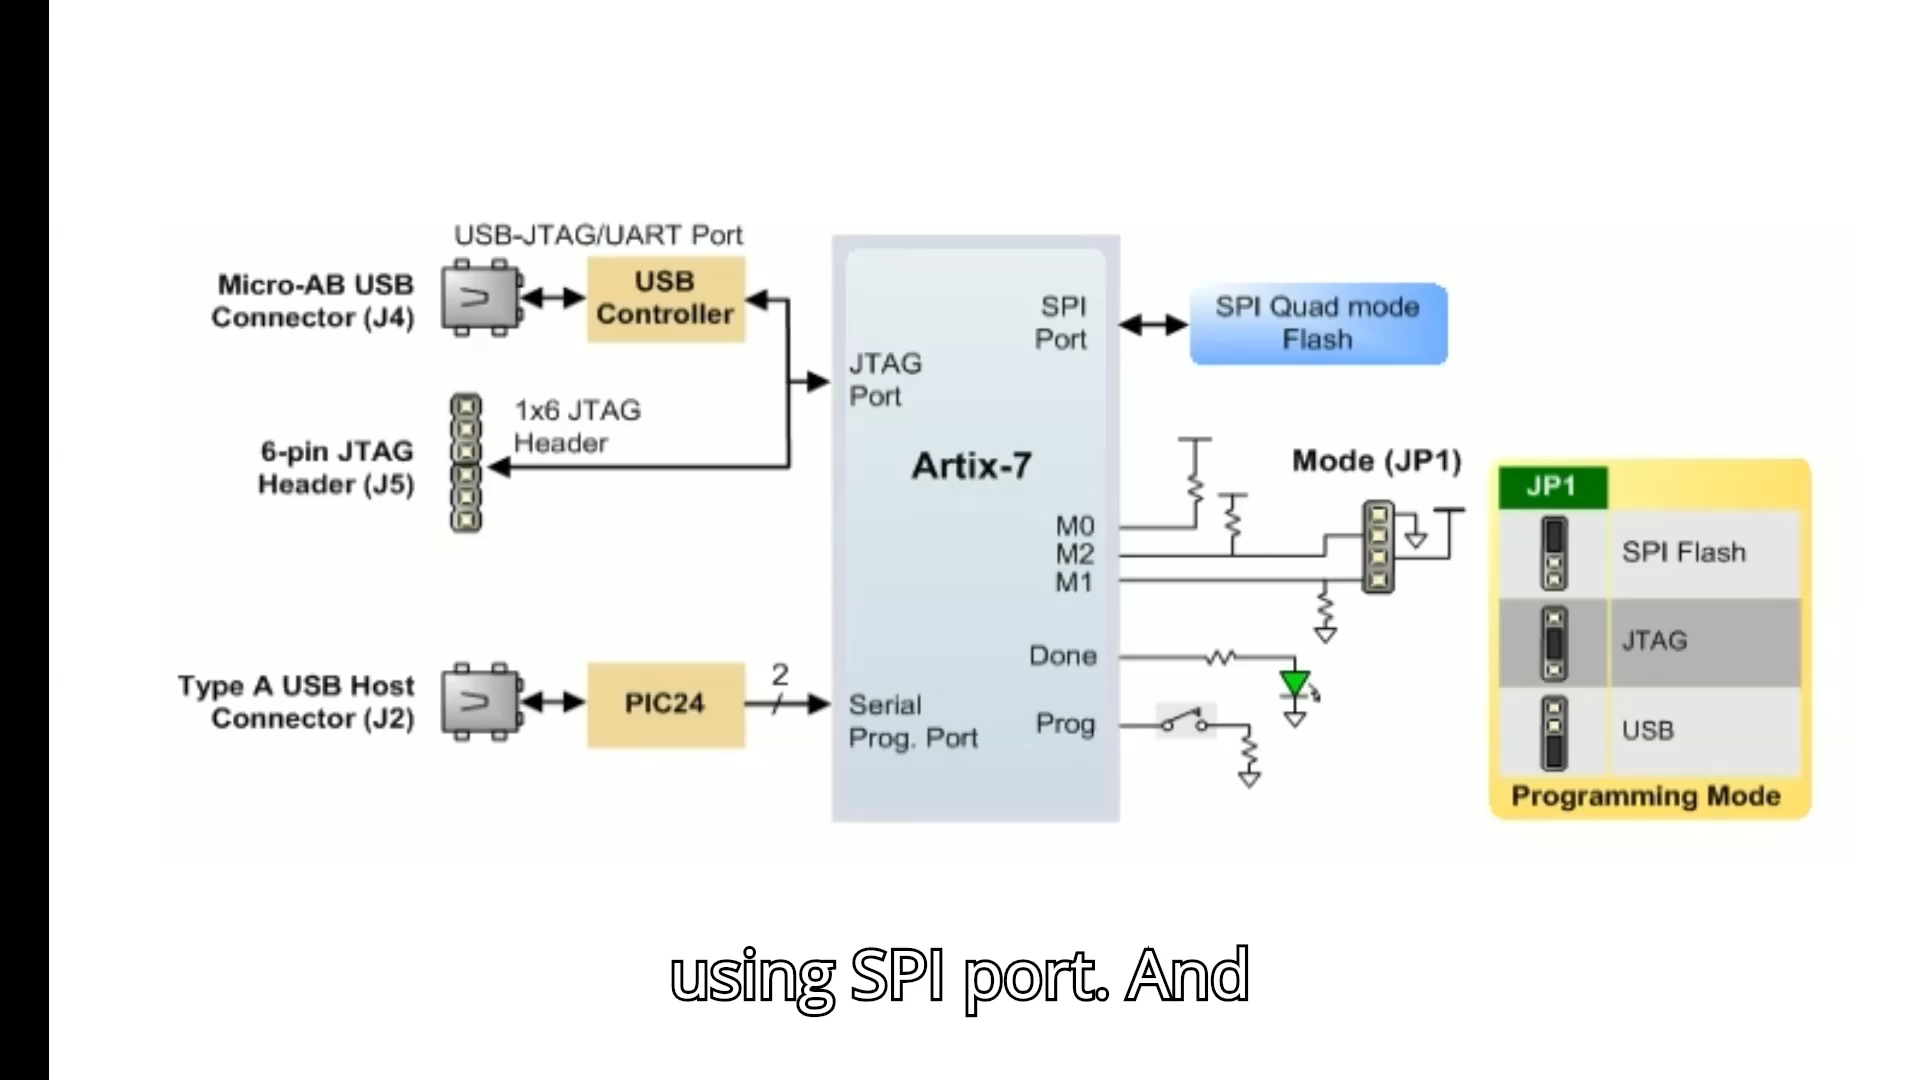 USB-JTAG/UART Port
Micro-AB USB
Connector (J4)
USB
Controller
6-pin JTAG
Header (J5)
1x6 JTAG
Header
Type A USB Host
Connector (J2)
PIC24
2
JTAG
Port
Artix-7
Serial
Prog. Port
SPI
Port
M0
M2
M1
Done
Prog
SPI Quad mode
Flash
Mode (JP1)
JP1
SPI Flash
JTAG
USB
Programming Mode
using SPI port. And